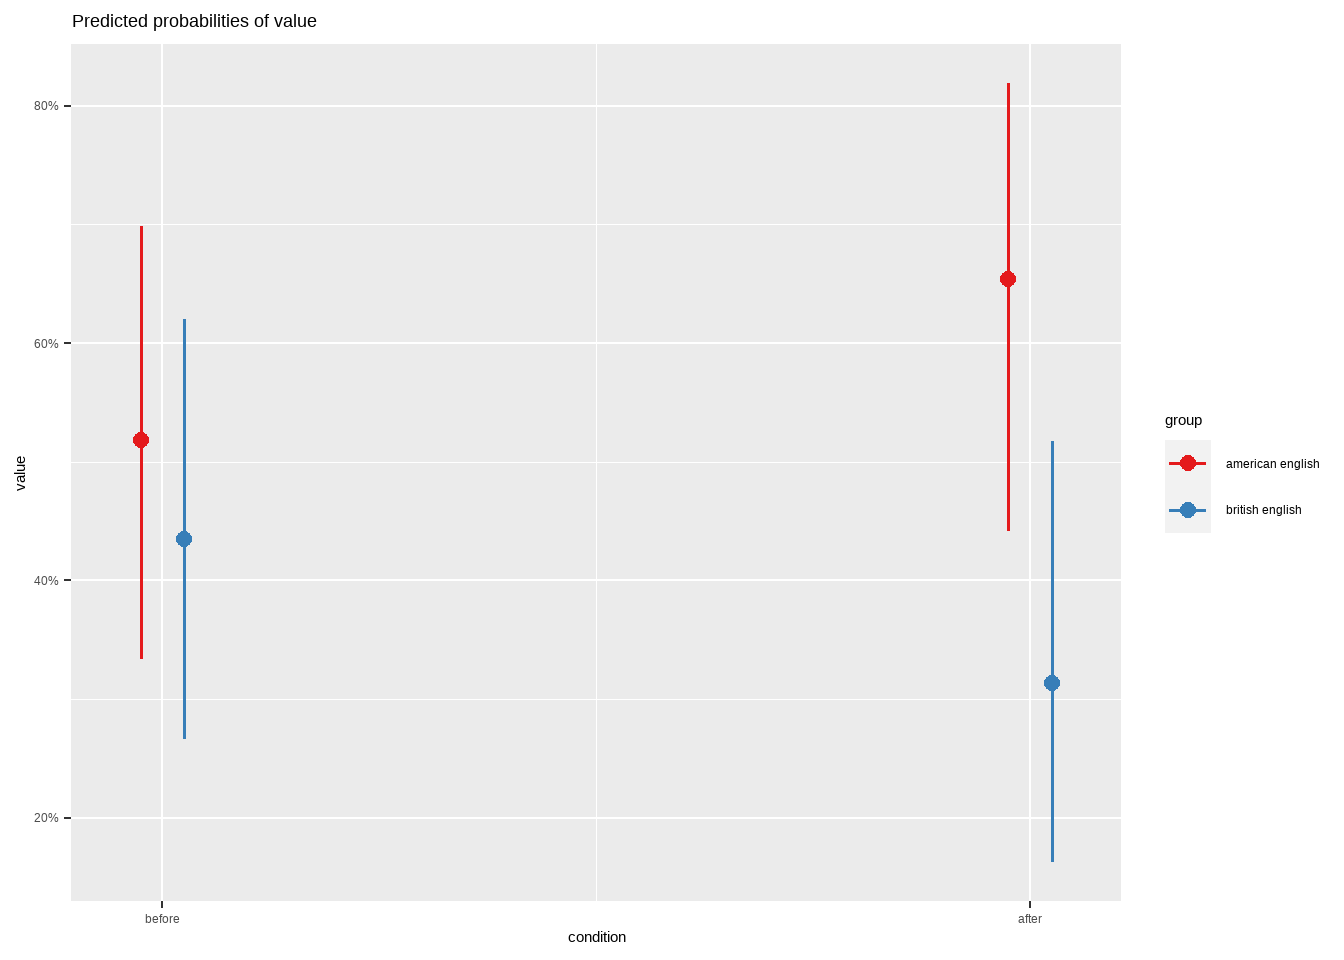 Predicted probabilities of value
80%
60%
40%
20%
value
before
after
condition
group
american english
british english